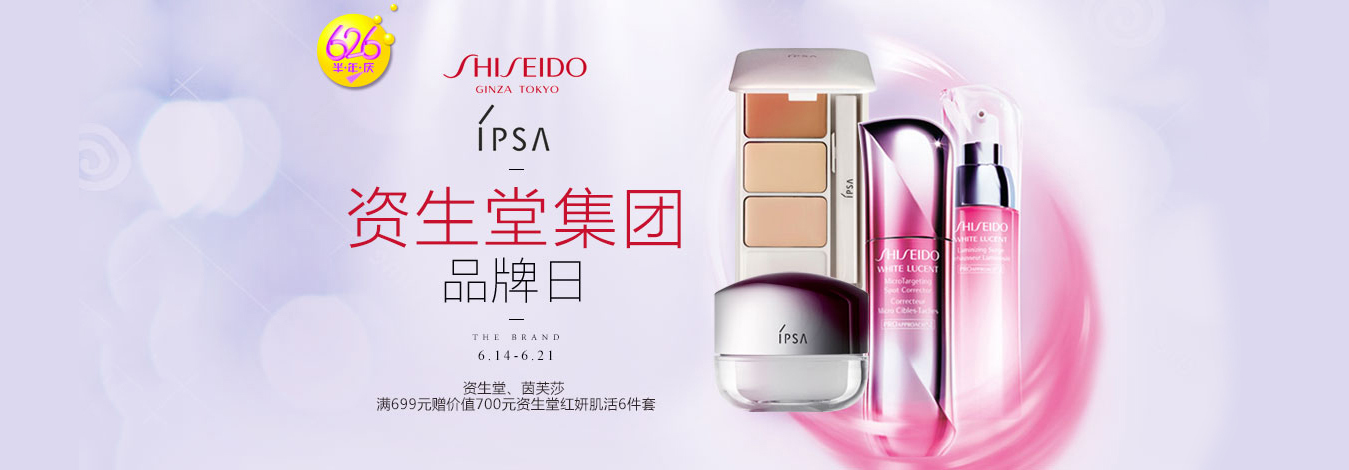 626
半·年·庆
SHISEIDO
GINZA TOKYO
IPSA
资生堂集团
品牌日
THE BRAND
6.14-6.21
资生堂、茵芙莎
满699元赠价值700元资生堂红妍肌活6件套
IPSA
IPSA
SHISEIDO
WHITE LUCENT
MicroTargeting
Spot Corrector
Correcteur
Micro Cibles-Taches
SHISEIDO
WHITE LUCENT
Luminizing Surge